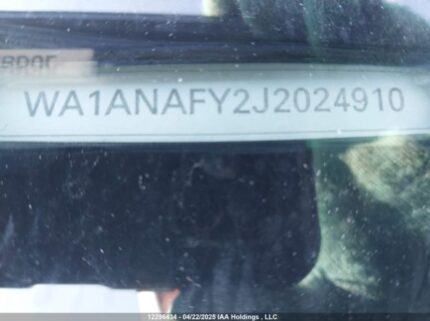 WA1ANAFY2J2024910
12296434 - 04/22/2025 IAA Holdings , LLC